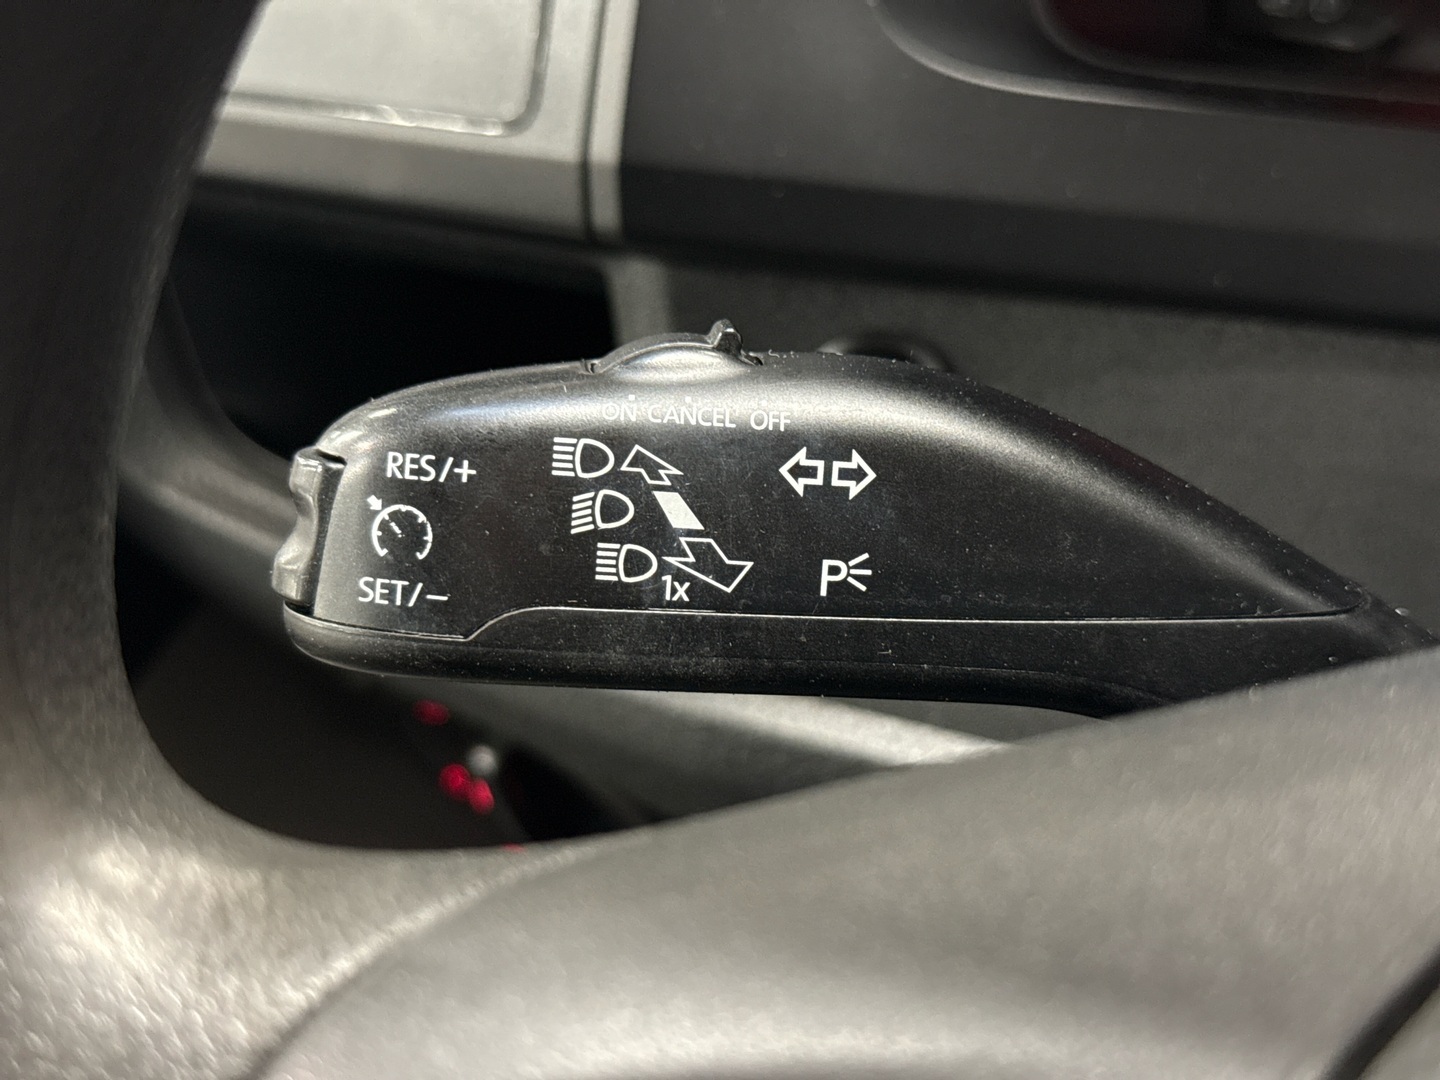 ON CANCEL OFF
RES/+
SET/−
1x
P